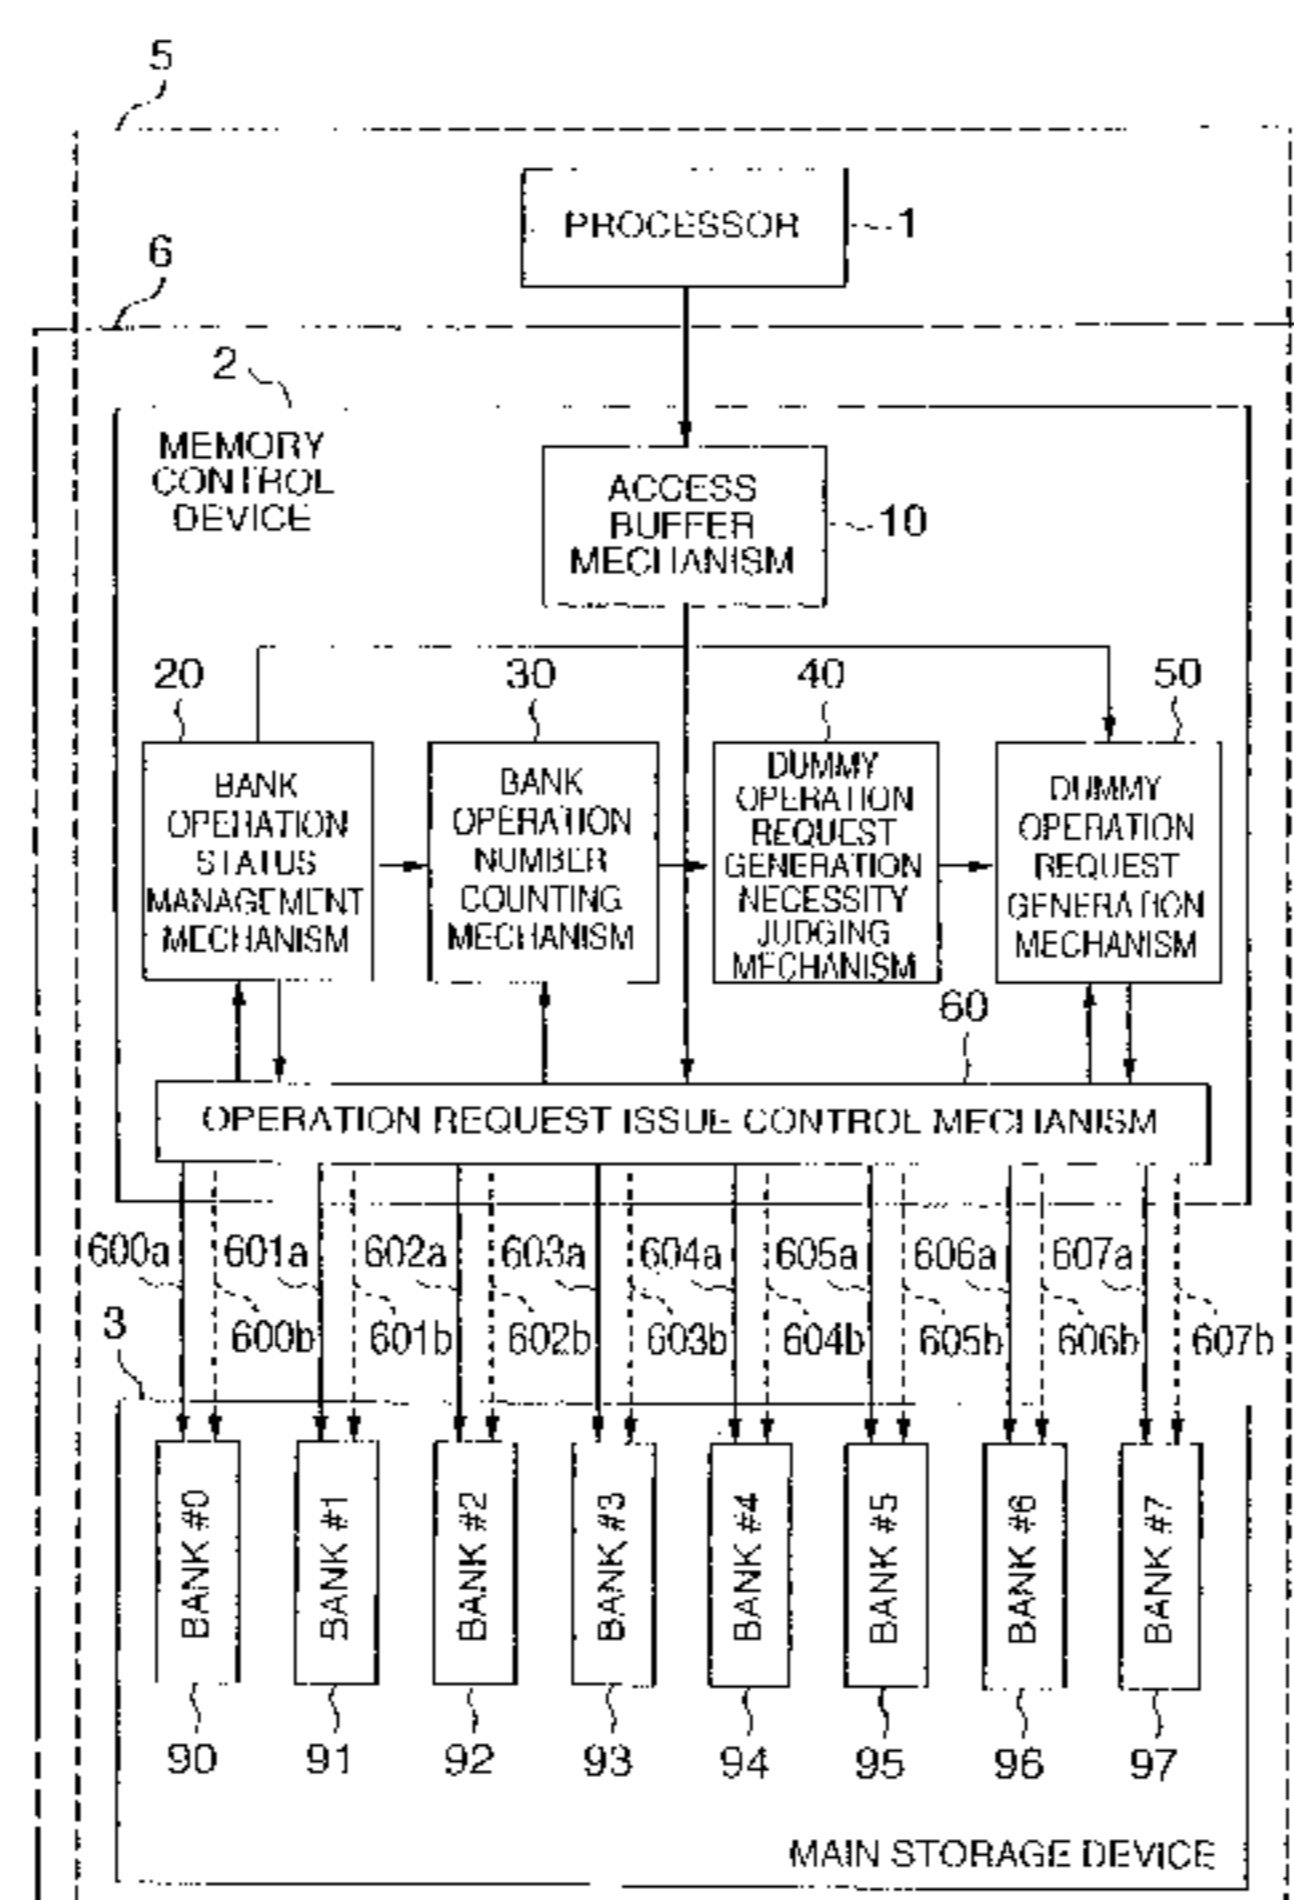 5
PROCESSOR
1
6
2
MEMORY
CONTROL
DEVICE
ACCESS
BUFFER
MECHANISM
10
20
30
40
50
BANK
OPERATION
STATUS
MANAGEMENT
MECHANISM
BANK
OPERATION
NUMBER
COUNTING
MECHANISM
DUMMY
OPERATION
REQUEST
GENERATION
NECESSITY
JUDGING
MECHANISM
DUMMY
OPERATION
REQUEST
GENERATION
MECHANISM
60
OPERATION REQUEST ISSUE CONTROL MECHANISM
600a 601a 602a 603a 604a 605a 606a 607a
600b 601b 602b 603b 604b 605b 606b 607b
3
BANK #0
BANK #1
BANK #2
BANK #3
BANK #4
BANK #5
BANK #6
BANK #7
90 91 92 93 94 95 96 97
MAIN STORAGE DEVICE